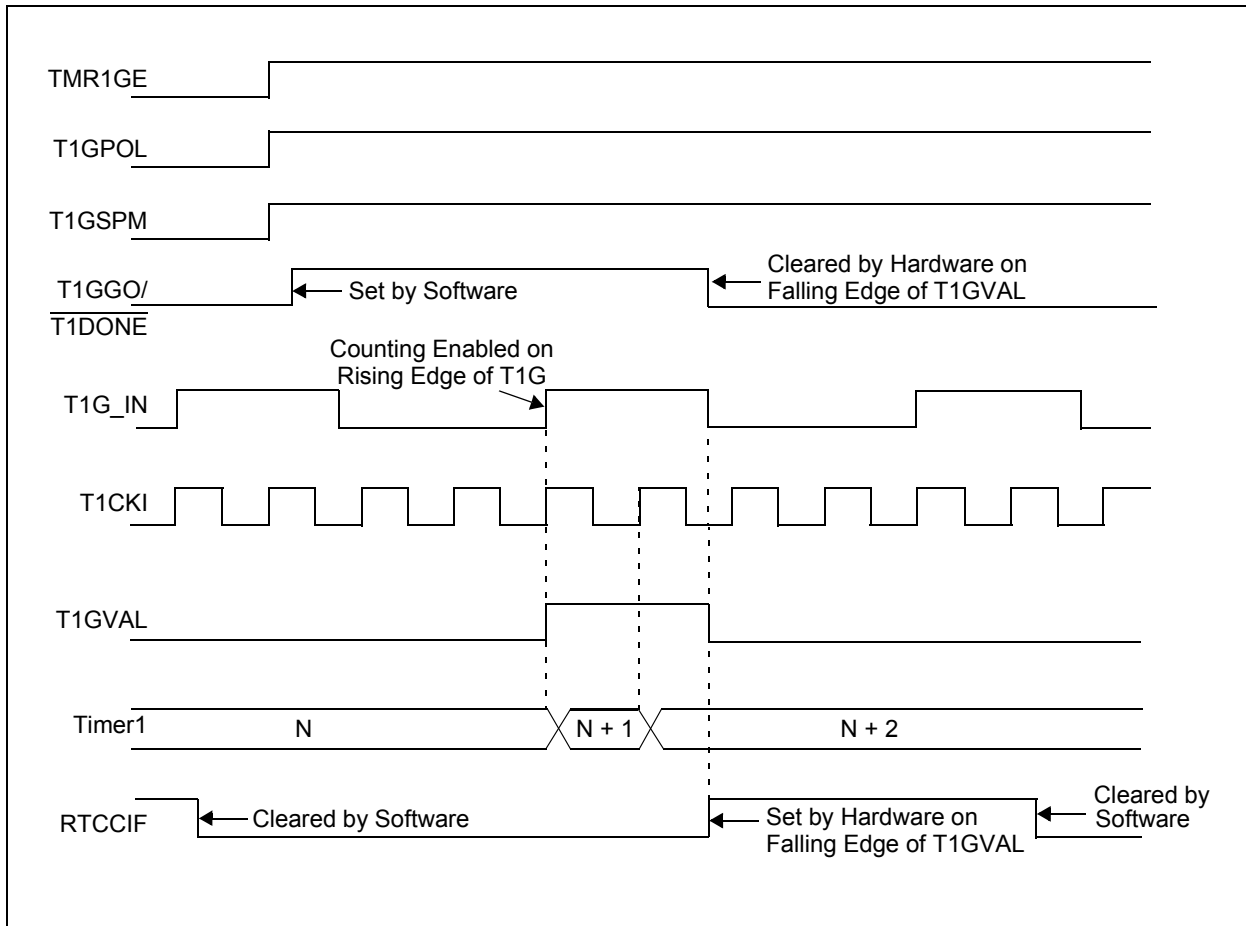 TMR1GE
T1GPOL
T1GSPM
T1GGO/
T1DONE
Set by Software
Cleared by Hardware on
Falling Edge of T1GVAL
Counting Enabled on
Rising Edge of T1G
T1G_IN
T1CKI
T1GVAL
Timer1
N
N + 1
N + 2
RTCCIF
Cleared by Software
Set by Hardware on
Falling Edge of T1GVAL
Cleared by
Software